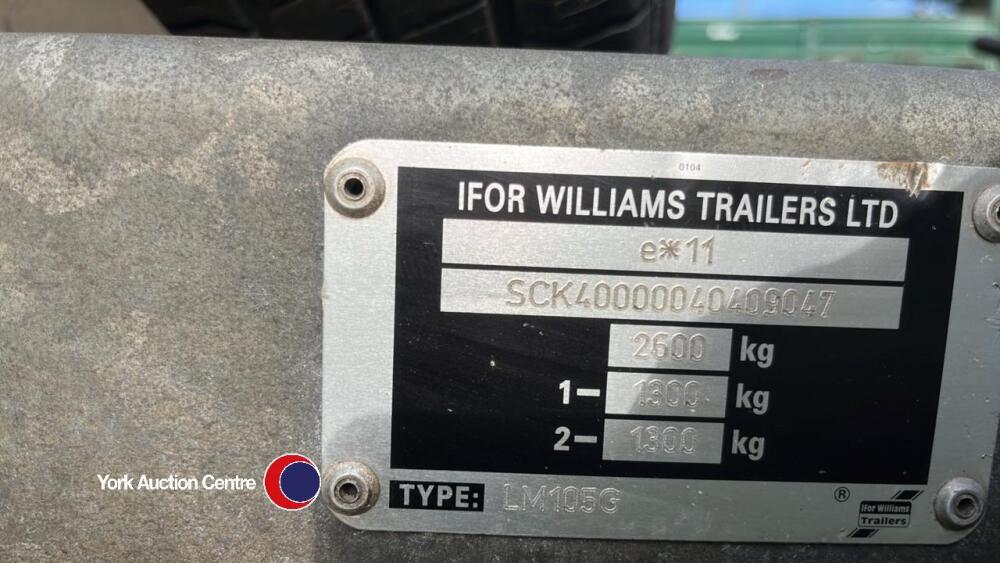 0104
IFOR WILLIAMS TRAILERS LTD
e*11
SCK40000040409047
2600 kg
1- 1300 kg
2- 1300 kg
TYPE: LM105G
®
Ifor Williams
Trailers
York Auction Centre